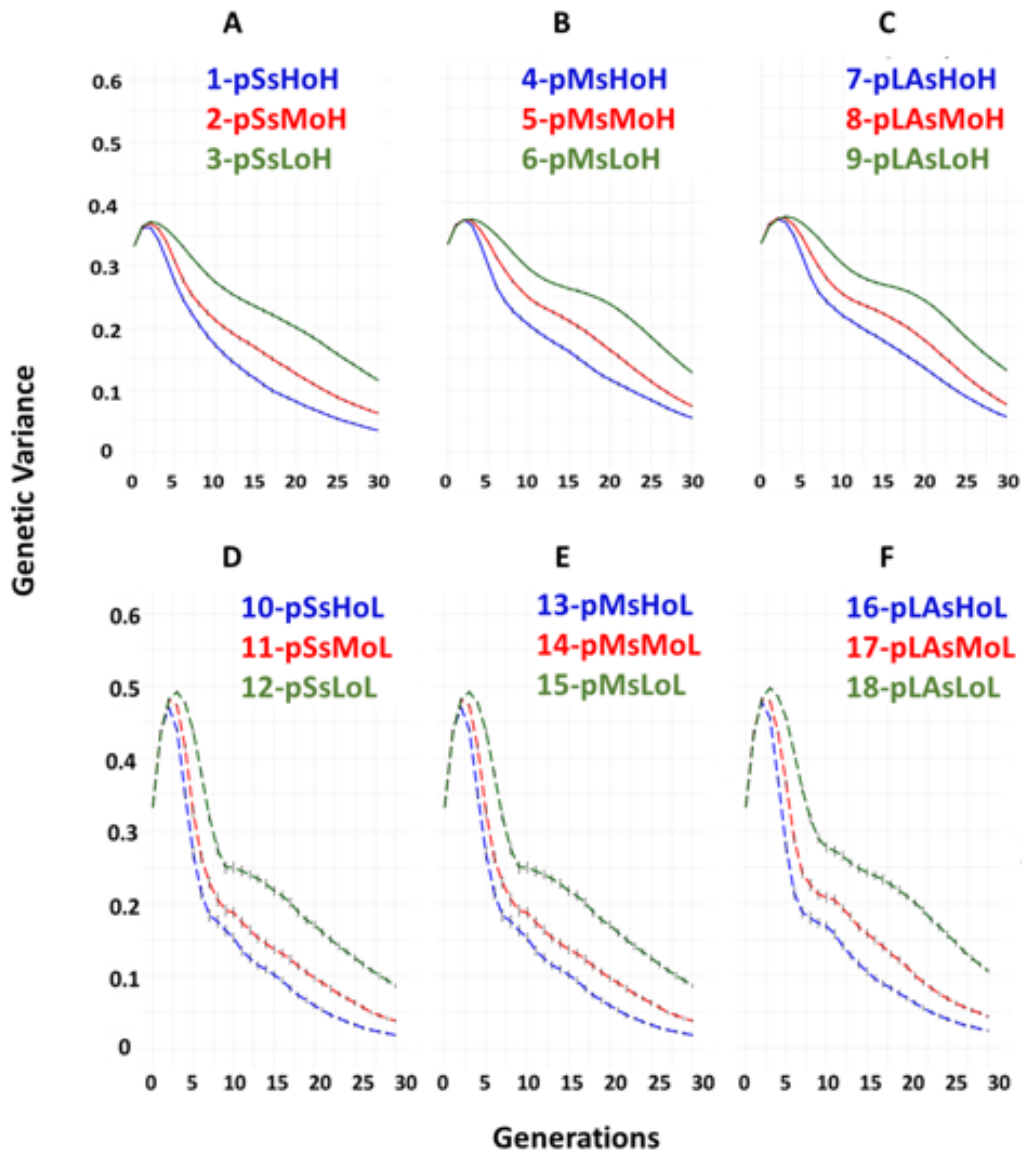 A B C
0.6
1-pSsHoH 4-pMsHoH 7-pLAsHoH
2-pSsMoH 5-pMsMoH 8-pLAsMoH
0.5
3-pSsLoH 6-pMsLoH 9-pLAsLoH
0.4
0.3
0.2
0.1
0
0 5 10 15 20 25 30 0 5 10 15 20 25 30 0 5 10 15 20 25 30
Genetic Variance
D E F
10-pSsHoL 13-pMsHoL 16-pLAsHoL
0.6
11-pSsMoL 14-pMsMoL 17-pLAsMoL
12-pSsLoL 15-pMsLoL 18-pLAsLoL
0.5
0.4
0.3
0.2
0.1
0
0 5 10 15 20 25 30 0 5 10 15 20 25 30 0 5 10 15 20 25 30
Generations